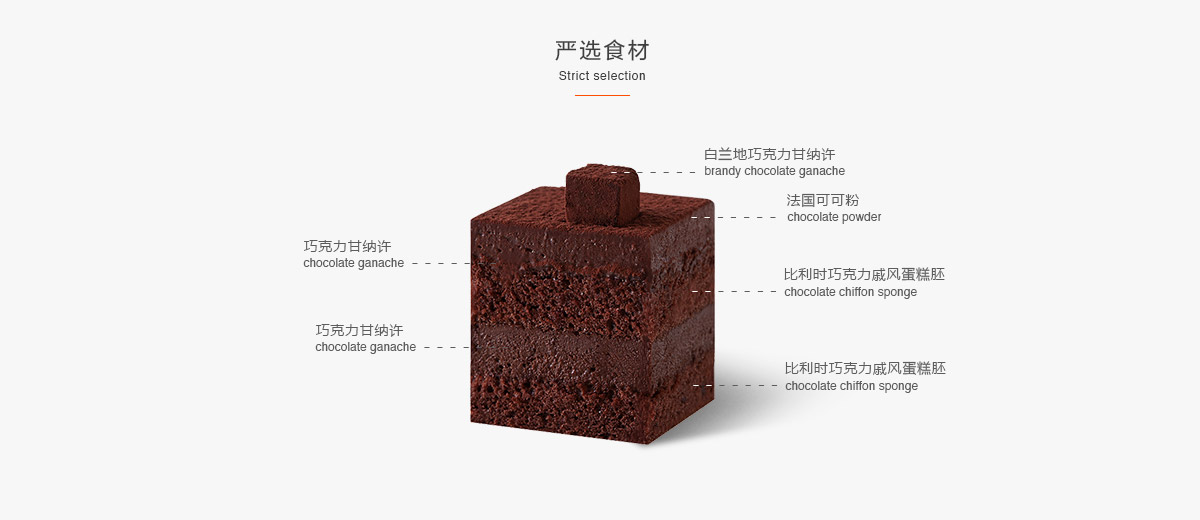 严选食材
Strict selection
白兰地巧克力甘纳许
brandy chocolate ganache
法国可可粉
chocolate powder
巧克力甘纳许
chocolate ganache
比利时巧克力戚风蛋糕胚
chocolate chiffon sponge
巧克力甘纳许
chocolate ganache
比利时巧克力戚风蛋糕胚
chocolate chiffon sponge